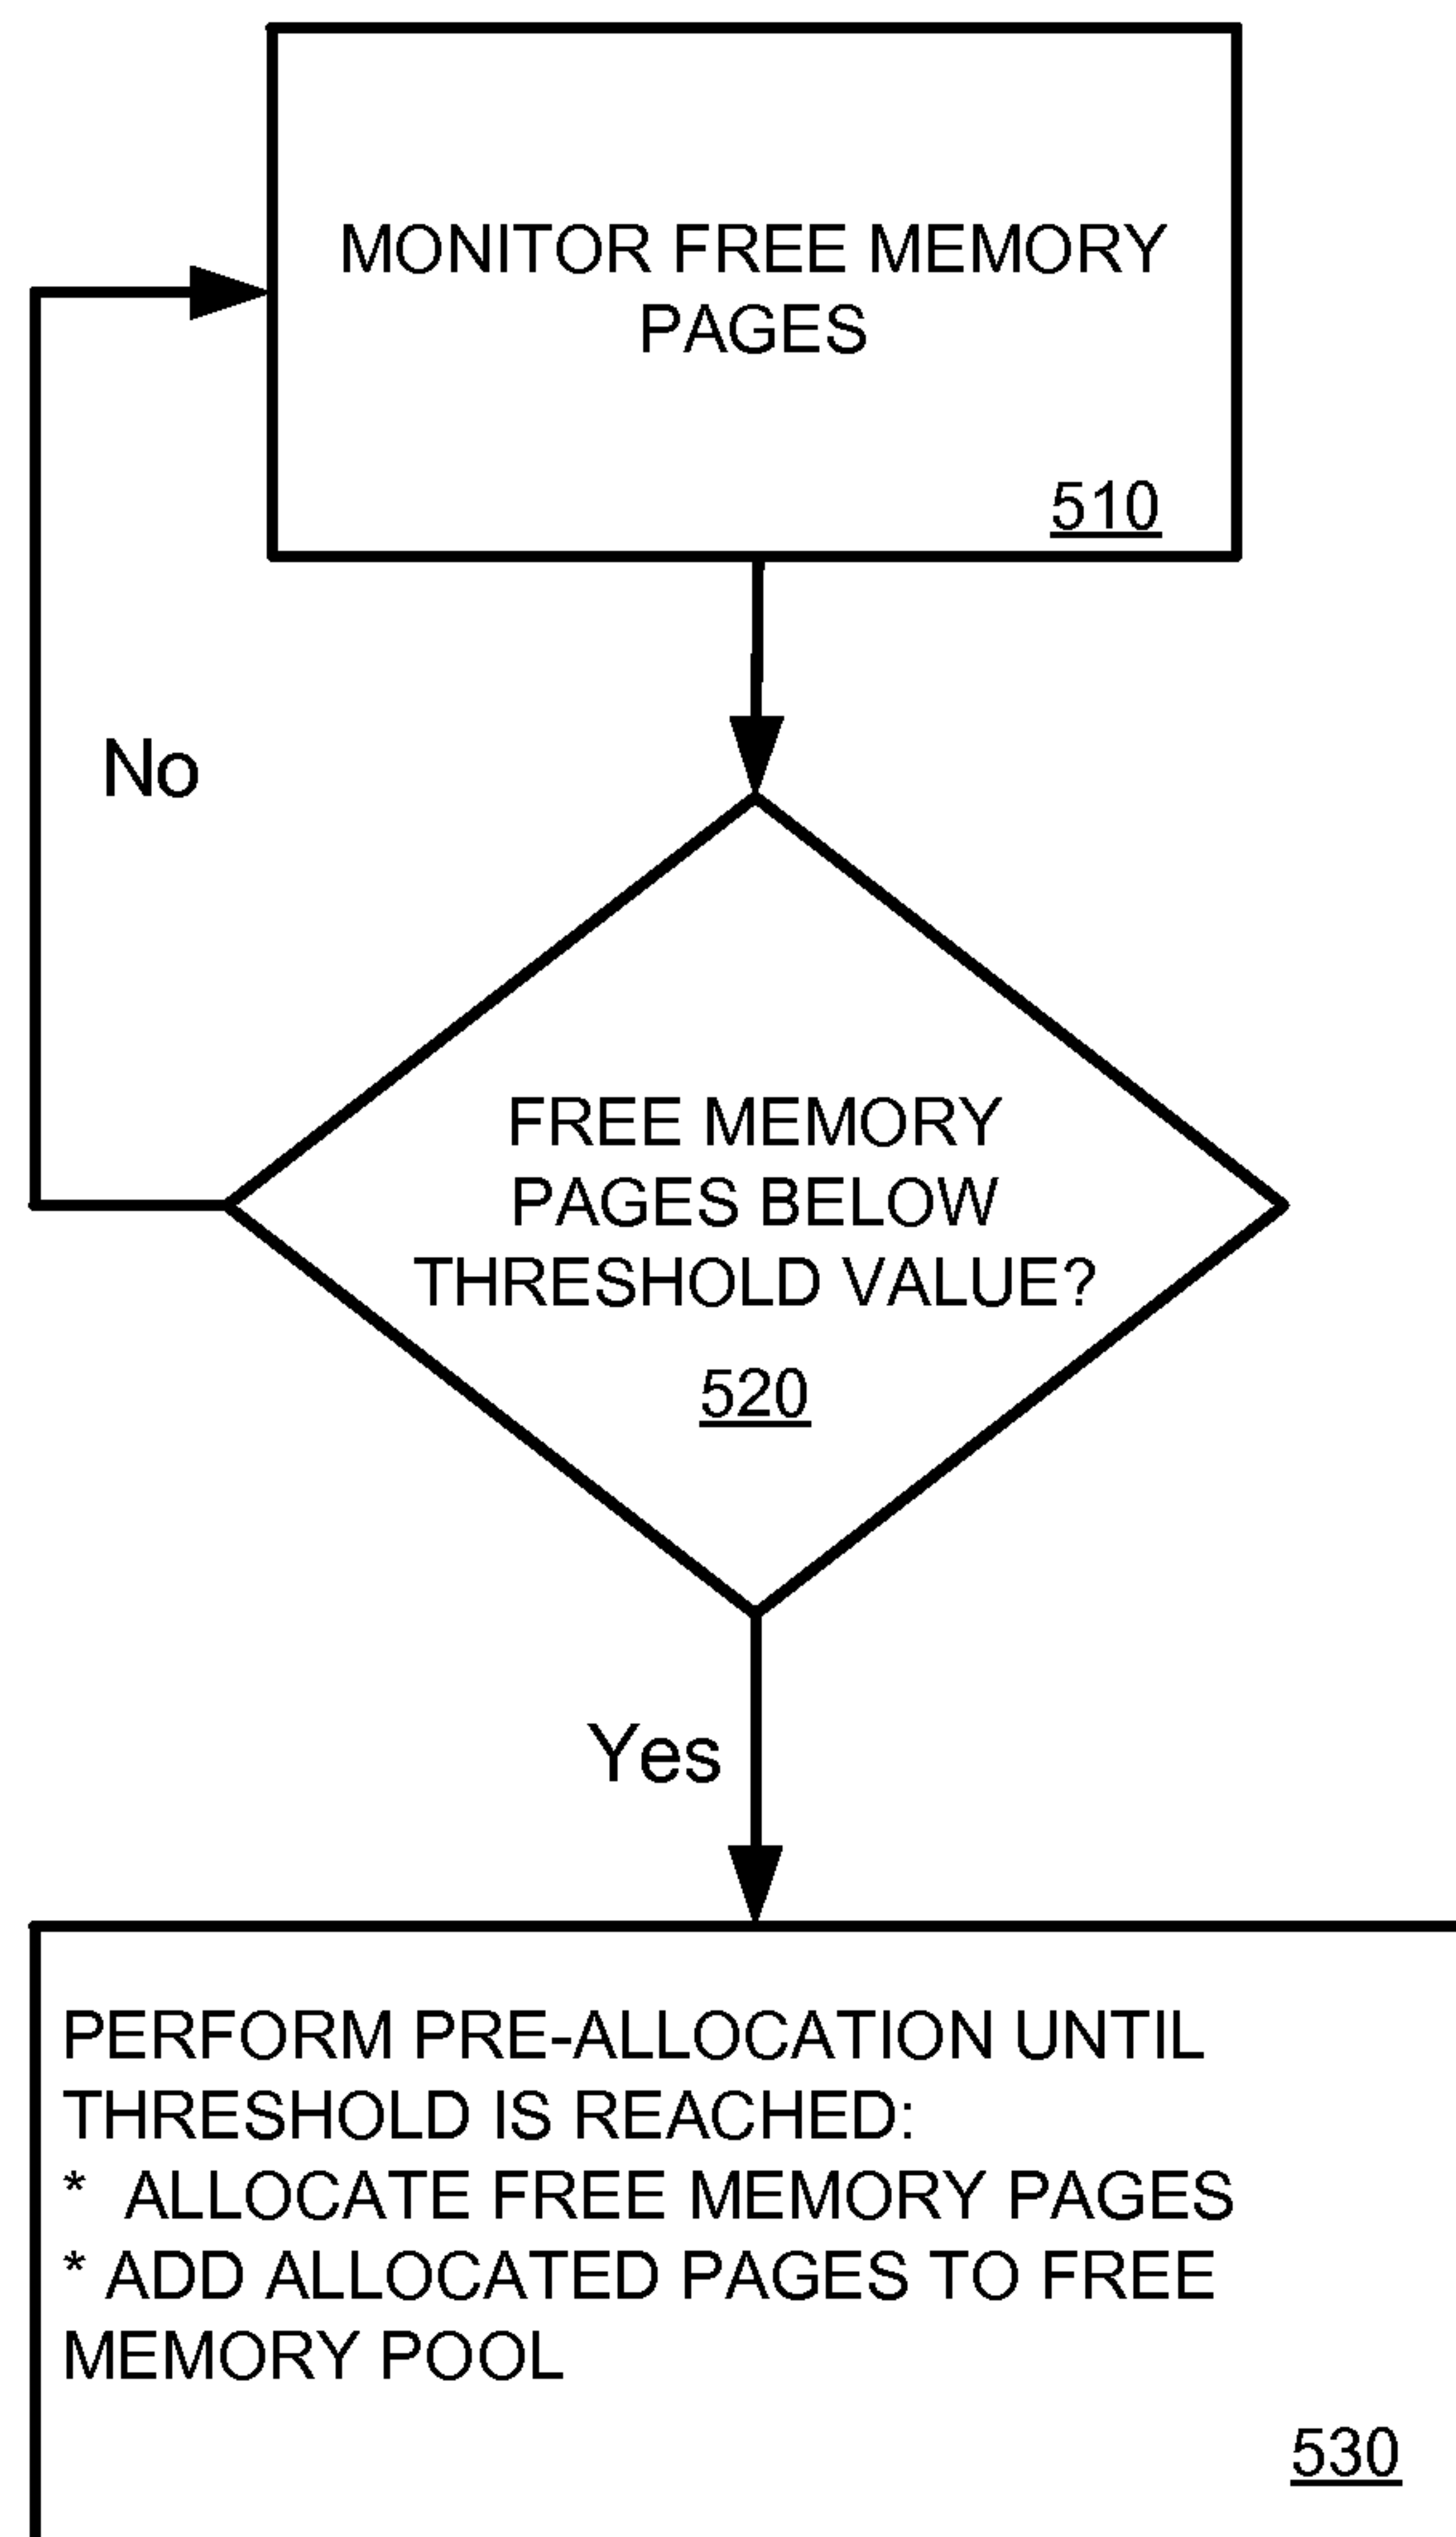 MONITOR FREE MEMORY
PAGES
510
No
FREE MEMORY
PAGES BELOW
THRESHOLD VALUE?
520
Yes
PERFORM PRE-ALLOCATION UNTIL
THRESHOLD IS REACHED:
* ALLOCATE FREE MEMORY PAGES
* ADD ALLOCATED PAGES TO FREE
MEMORY POOL
530